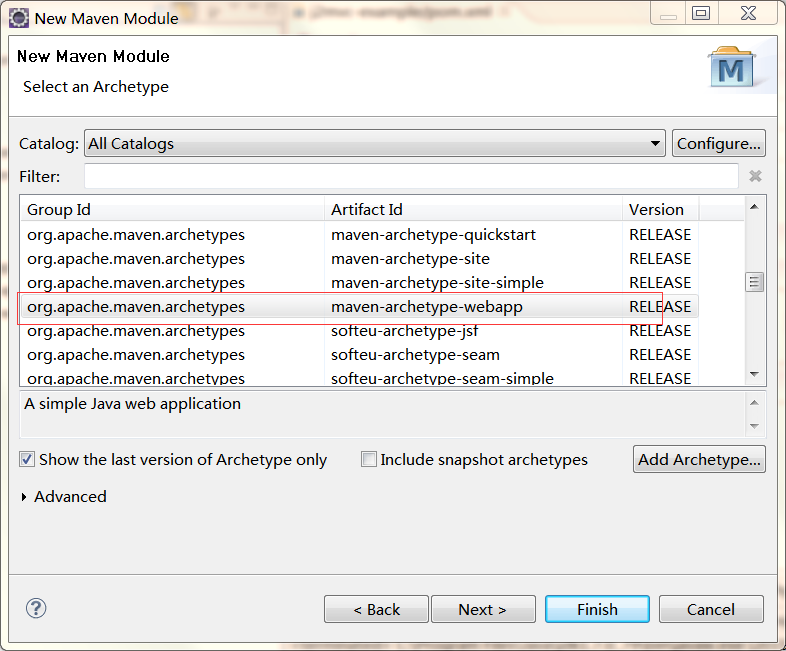 New Maven Module
New Maven Module
Select an Archetype
M
Catalog: All Catalogs Configure...
Filter:
Group Id Artifact Id Version
org.apache.maven.archetypes maven-archetype-quickstart RELEASE
org.apache.maven.archetypes maven-archetype-site RELEASE
org.apache.maven.archetypes maven-archetype-site-simple RELEASE
org.apache.maven.archetypes maven-archetype-webapp RELEASE
org.apache.maven.archetypes softeu-archetype-jsf RELEASE
org.apache.maven.archetypes softeu-archetype-seam RELEASE
org.apache.maven.archetypes softeu-archetype-seam-simple RELEASE
A simple Java web application
Show the last version of Archetype only Include snapshot archetypes Add Archetype...
Advanced
? < Back Next > Finish Cancel